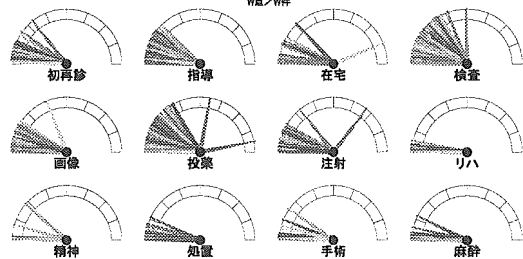 初再診 指導 在宅 検査
画像 投薬 注射 リハ
精神 処置 手術 麻酔